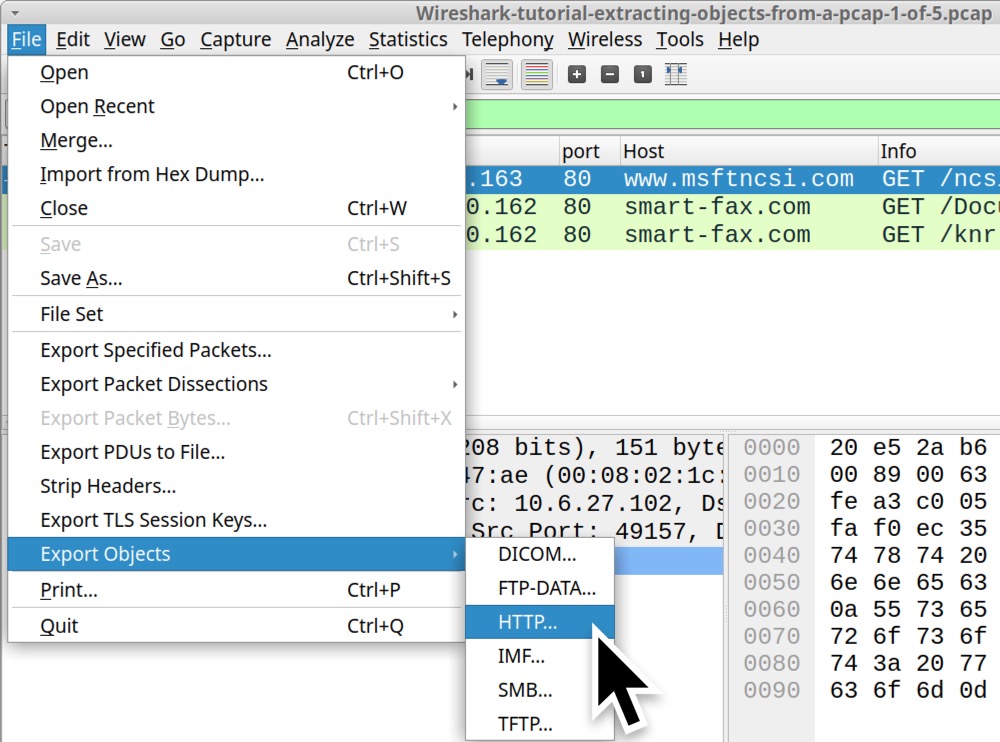 Wireshark-tutorial-extracting-objects-from-a-pcap-1-of-5.pcap
File Edit View Go Capture Analyze Statistics Telephony Wireless Tools Help
Open Ctrl+O
Open Recent
Merge...
Import from Hex Dump...
Close Ctrl+W
Save Ctrl+S
Save As... Ctrl+Shift+S
File Set
Export Specified Packets...
Export Packet Dissections
Export Packet Bytes... Ctrl+Shift+X
Export PDUs to File...
Strip Headers...
Export TLS Session Keys...
Export Objects
Print... Ctrl+P
Quit Ctrl+Q
DICOM...
FTP-DATA...
HTTP...
IMF...
SMB...
TFTP...
port Host Info
.163 80 www.msftncsi.com GET /ncs
0.162 80 smart-fax.com GET /Doc
0.162 80 smart-fax.com GET /knr
208 bits), 151 byte
47:ae (00:08:02:1c:
rc: 10.6.27.102, Ds
Src Port: 49157, D
0000 20 e5 2a b6
0010 00 89 00 63
0020 fe a3 c0 05
0030 fa f0 ec 35
0040 74 78 74 20
0050 6e 6e 65 63
0060 0a 55 73 65
0070 72 6f 73 6f
0080 74 3a 20 77
0090 63 6f 6d 0d